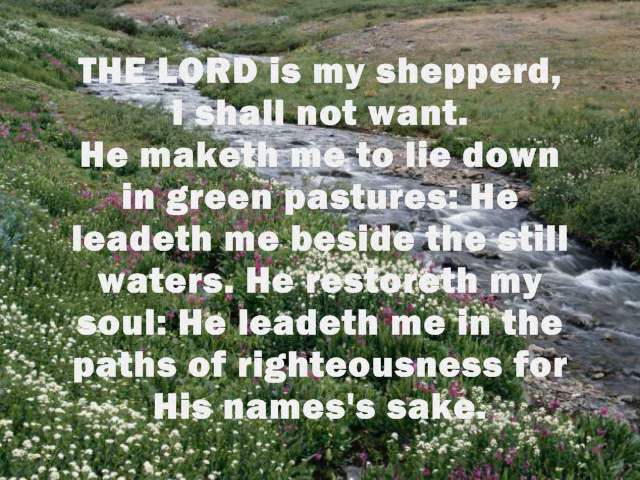 THE LORD is my shepperd,
I shall not want.
He maketh me to lie down
in green pastures: He
leadeth me beside the still
waters. He restoreth my
soul: He leadeth me in the
paths of righteousness for
His names's sake.